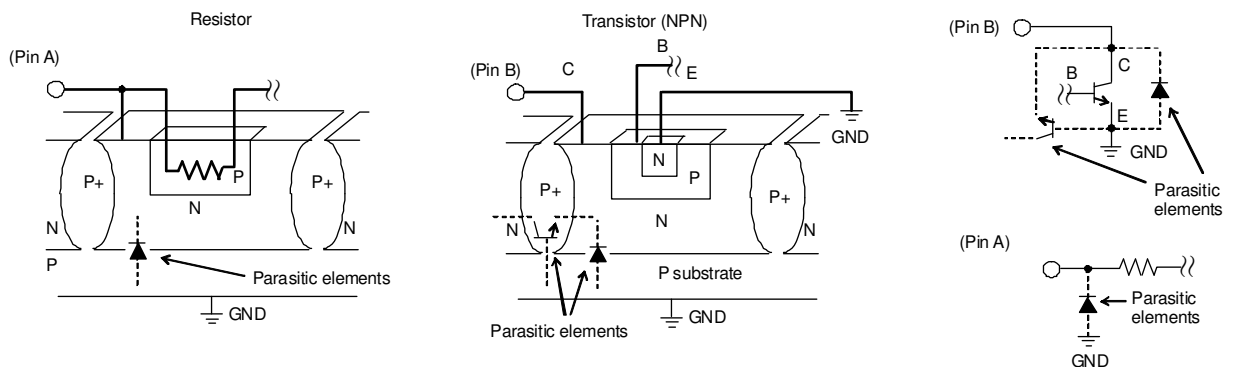 Resistor
(Pin A)
P+
P
P+
N
N
N
P
Parasitic elements
GND
Transistor (NPN)
B
(Pin B)
C
E
GND
N
P+
P
P+
N
N
N
P substrate
Parasitic elements
GND
(Pin B)
C
B
E
GND
Parasitic
elements
(Pin A)
Parasitic
elements
GND